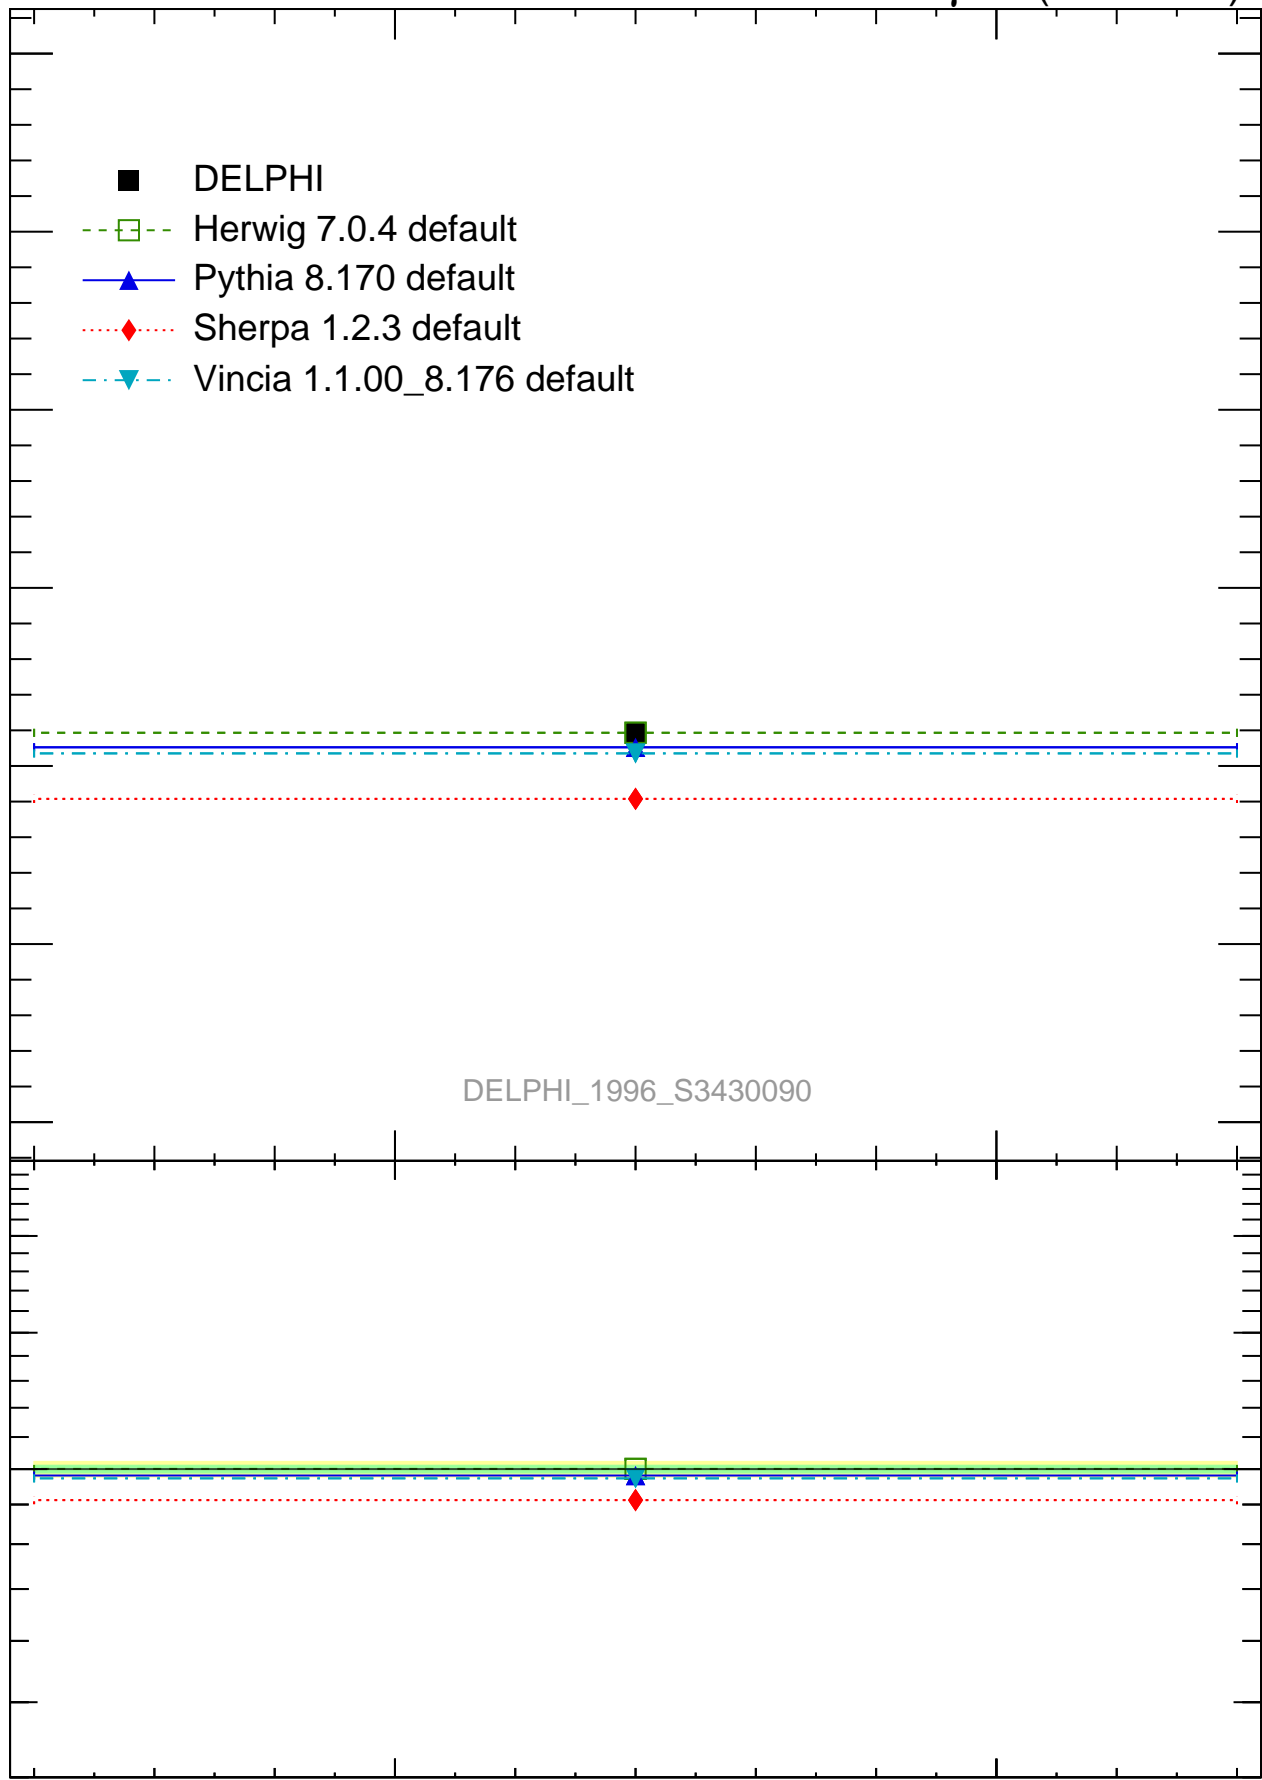 DELPHI
Herwig 7.0.4 default
Pythia 8.170 default
Sherpa 1.2.3 default
Vincia 1.1.00_8.176 default
DELPHI_1996_S3430090